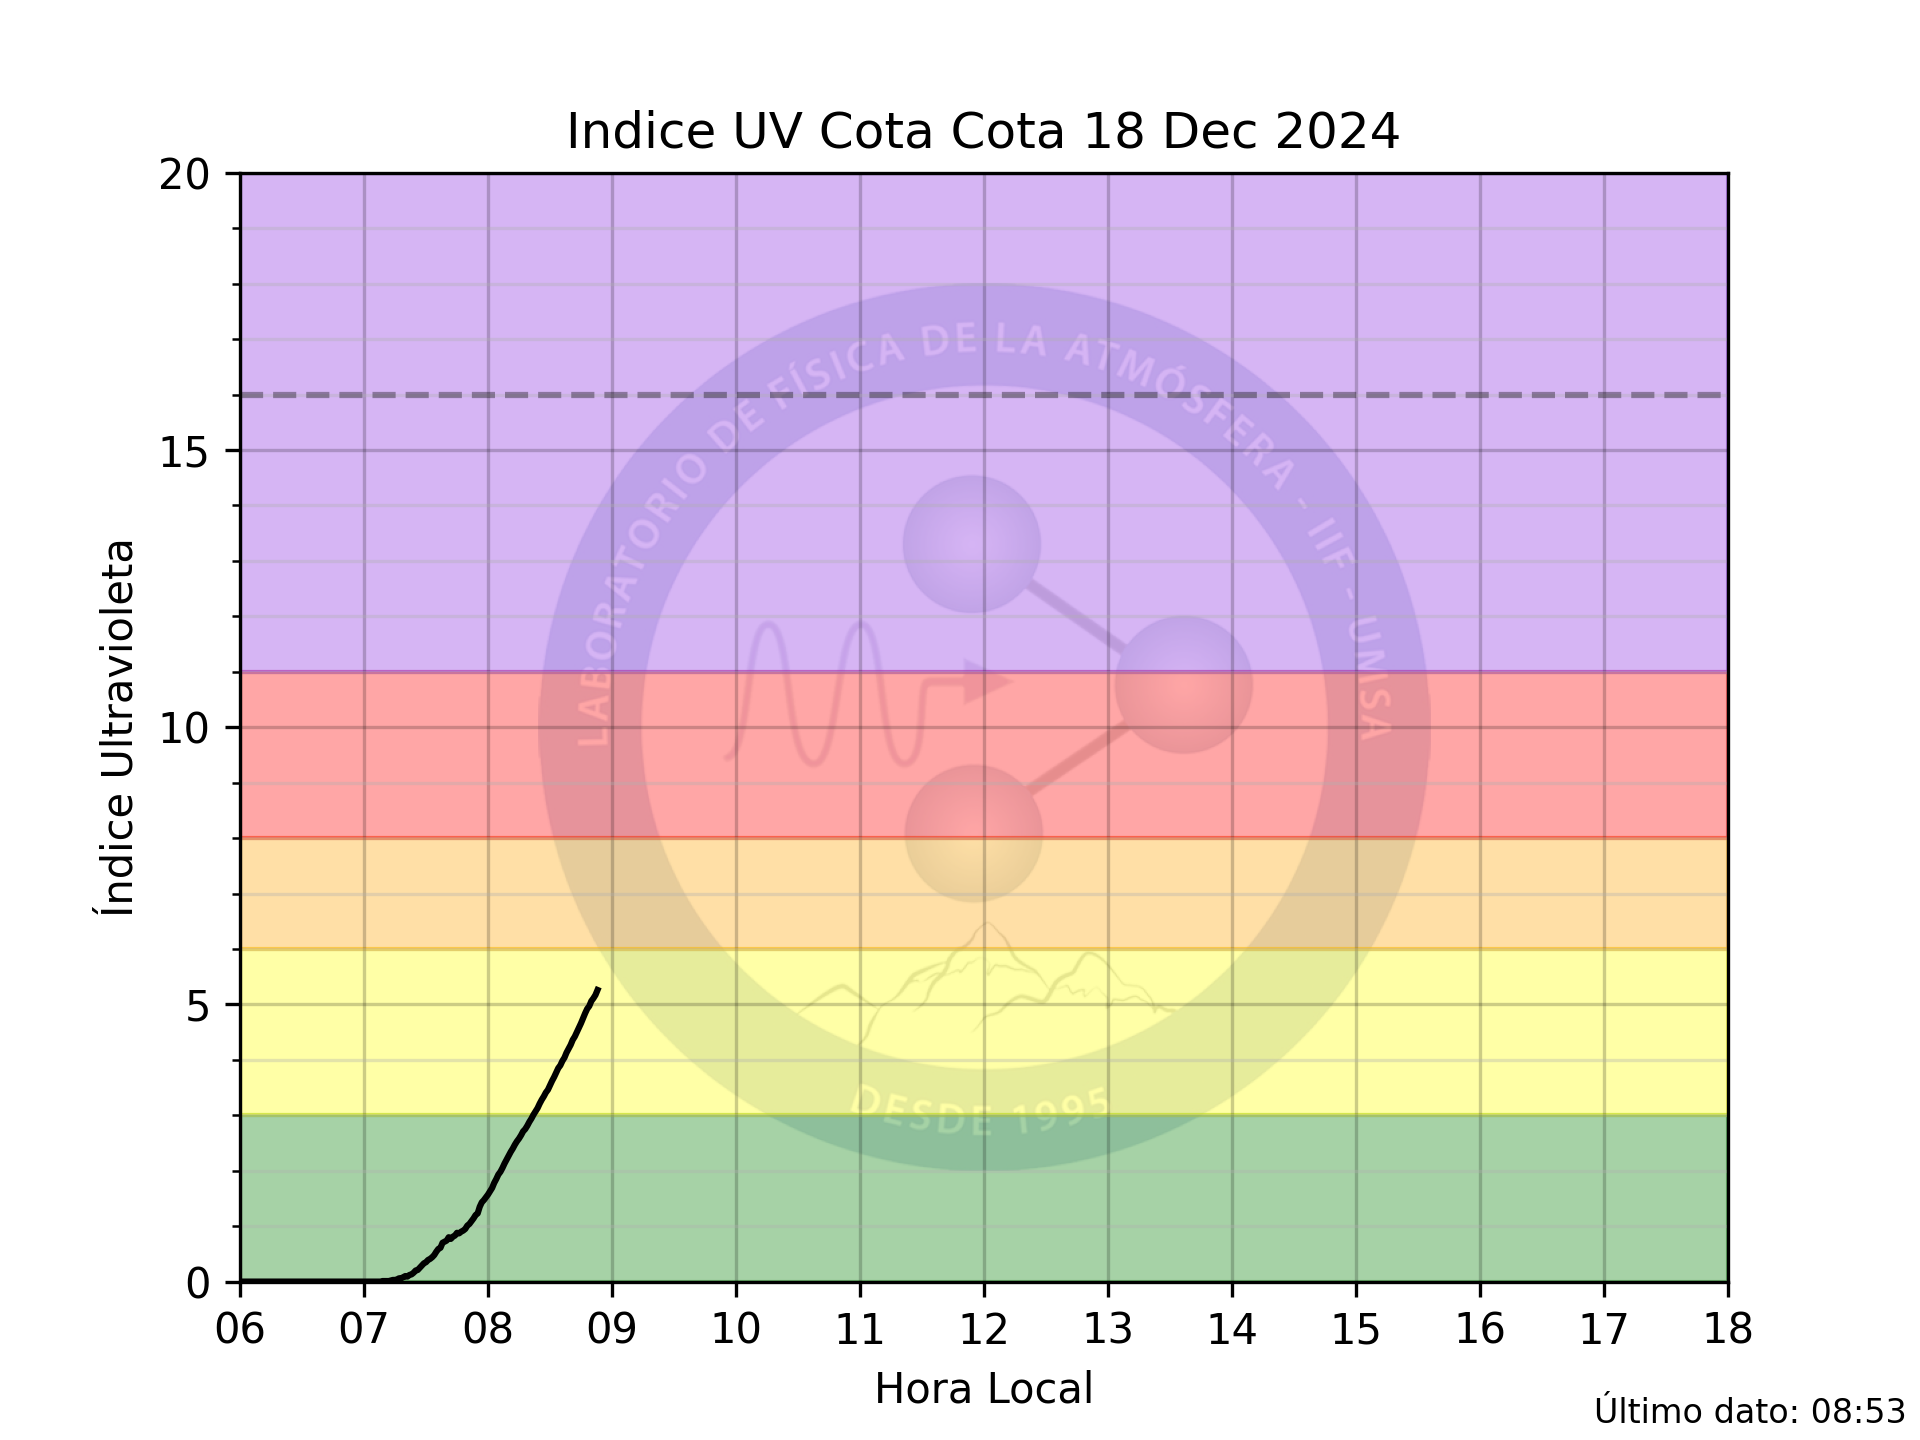 Indice UV Cota Cota 18 Dec 2024
20
15
10
5
0
Índice Ultravioleta
LABORATORIO DE FÍSICA DE LA ATMÓSFERA - IIF - UMSA
DESDE 1995
06 07 08 09 10 11 12 13 14 15 16 17 18
Hora Local
Último dato: 08:53